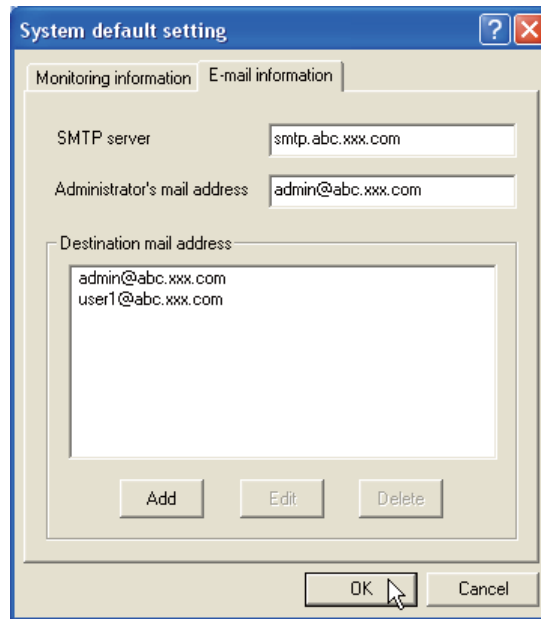 System default setting
Monitoring information E-mail information
SMTP server smtp.abc.xxx.com
Administrator's mail address admin@abc.xxx.com
Destination mail address
admin@abc.xxx.com
user1@abc.xxx.com
Add Edit Delete
OK Cancel